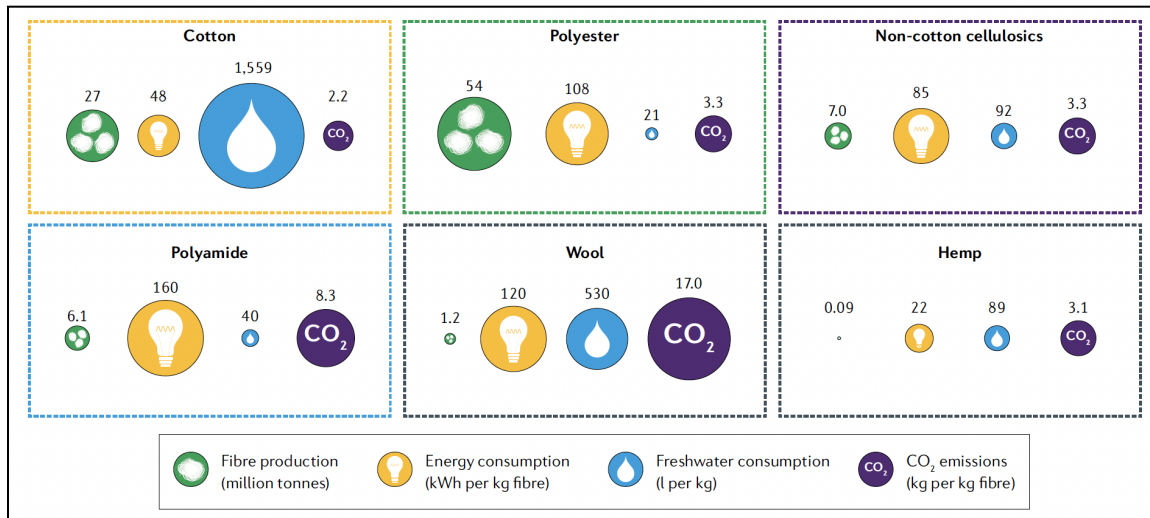 Cotton
27
48
1,559
2.2
CO2
Polyester
54
108
21
3.3
CO2
Non-cotton cellulosics
7.0
85
92
3.3
CO2
Polyamide
6.1
160
40
8.3
CO2
Wool
1.2
120
530
17.0
CO2
Hemp
0.09
22
89
3.1
CO2
Fibre production
(million tonnes)
Energy consumption
(kWh per kg fibre)
Freshwater consumption
(l per kg)
CO2
CO2 emissions
(kg per kg fibre)